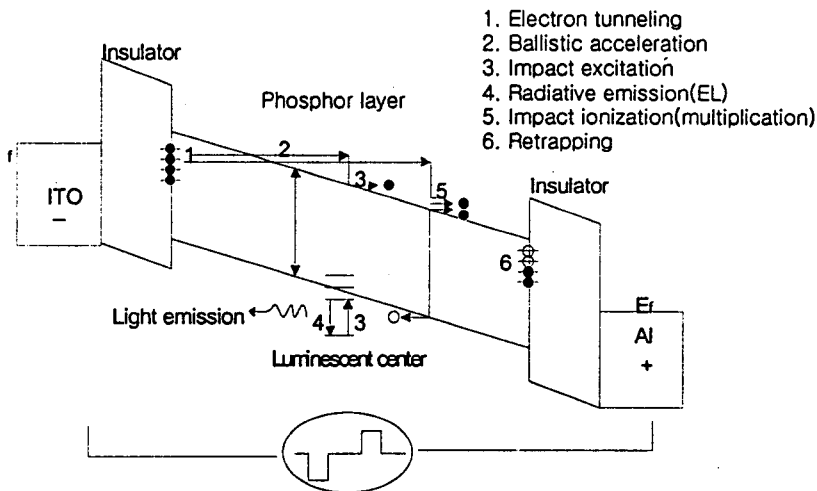 1. Electron tunneling
2. Ballistic acceleration
3. Impact excitation
4. Radiative emission(EL)
5. Impact ionization(multiplication)
6. Retrapping
Insulator
Phosphor layer
Insulator
f
ITO
−
1
2
3
5
6
Light emission
4
3
Luminescent center
Ef
Al
+